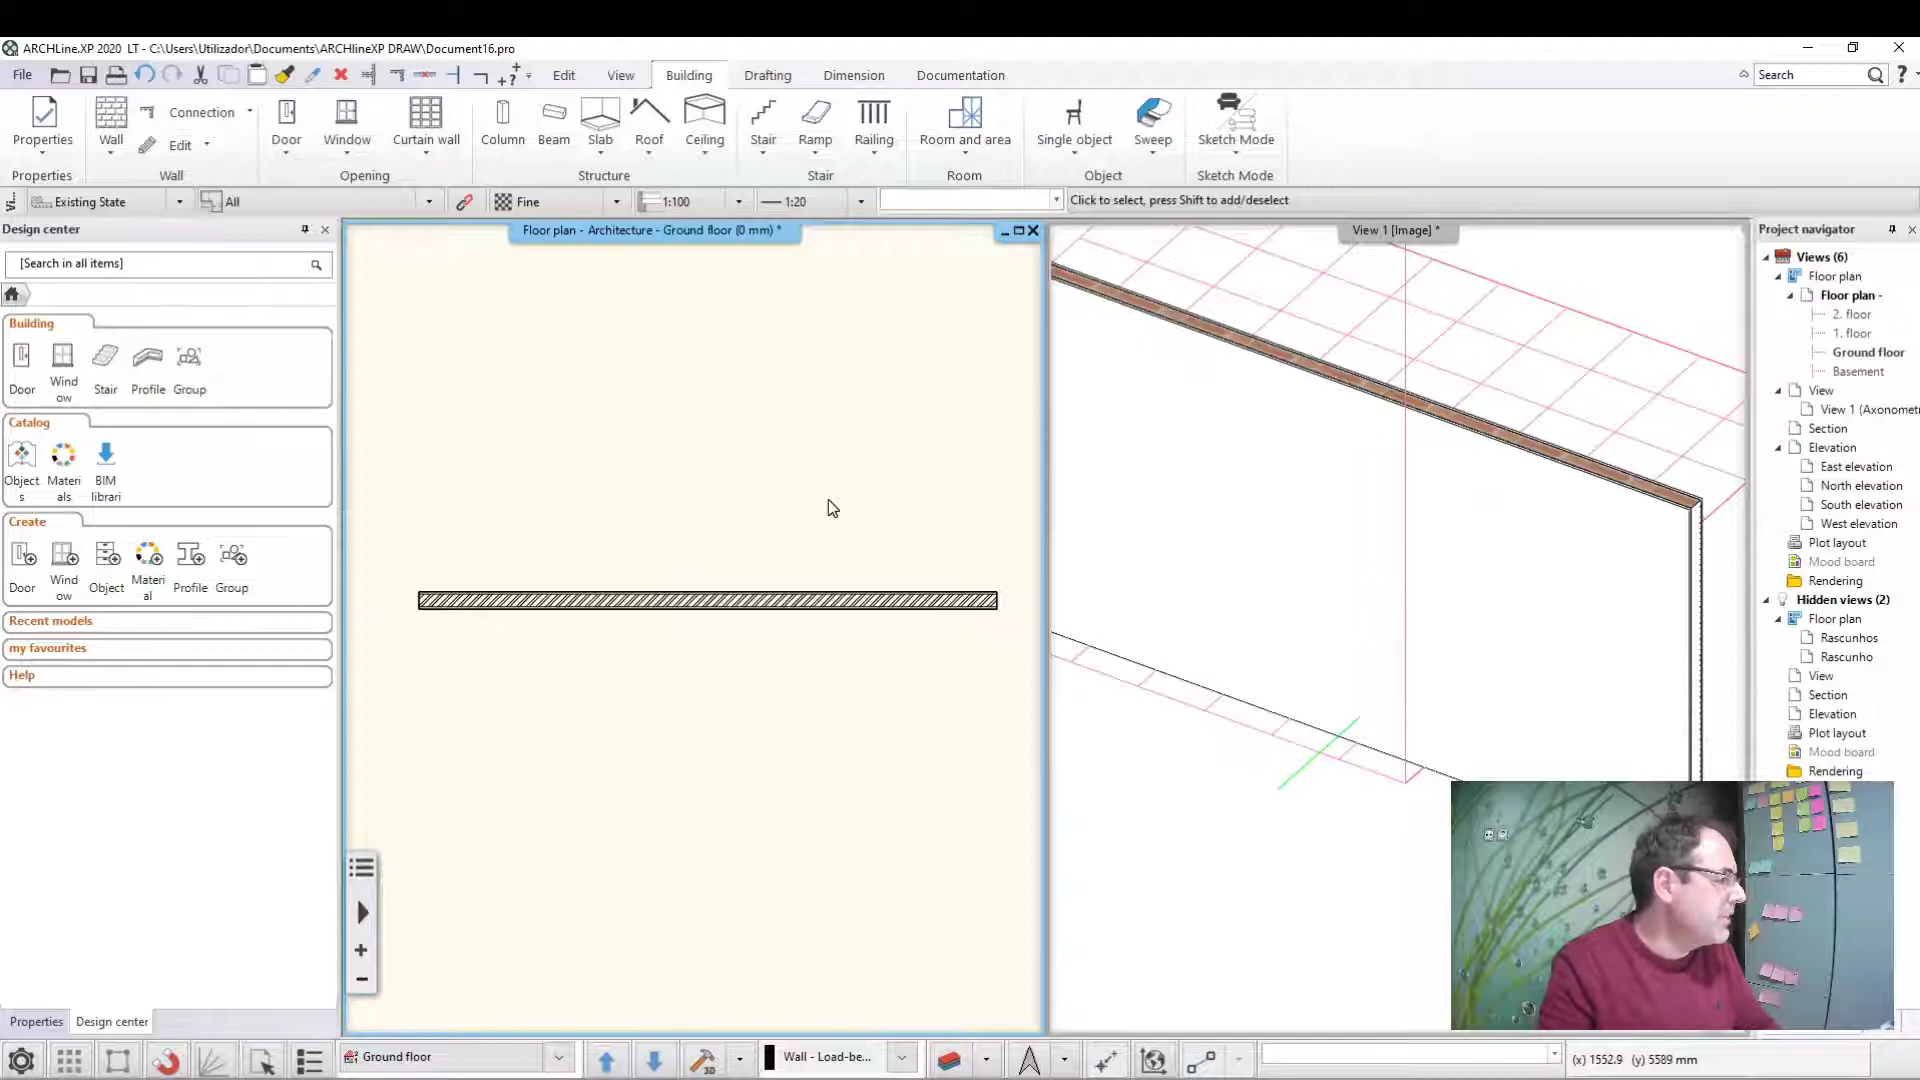 ARCHLine.XP 2020  LT - C:\Users\Utilizador\Documents\ARCHlineXP DRAW\Document16.pro
File Edit View Building Drafting Dimension Documentation Search
Properties Wall Connection Edit Door Window Curtain wall Column Beam Slab Roof Ceiling Stair Ramp Railing Room and area Single object Sweep Sketch Mode
Properties Wall Opening Structure Stair Room Object Sketch Mode
Existing State All Fine 1:100 1:20 Click to select, press Shift to add/deselect
Design center
[Search in all items]
Building
Door Wind
ow Stair Profile Group
Catalog
Object
s Materi
als BIM
librari
Create
Door Wind
ow Object Materi
al Profile Group
Recent models
my favourites
Help
Properties Design center
Floor plan - Architecture - Ground floor (0 mm) *
View 1 [Image] *
Project navigator
Views (6)
Floor plan
Floor plan -
2. floor
1. floor
Ground floor
Basement
View
View 1 (Axonomet
Section
Elevation
East elevation
North elevation
South elevation
West elevation
Plot layout
Mood board
Rendering
Hidden views (2)
Floor plan
Rascunhos
Rascunho
View
Section
Elevation
Plot layout
Mood board
Rendering
Ground floor 3D Wall - Load-be... (x) 1552.9  (y) 5589 mm